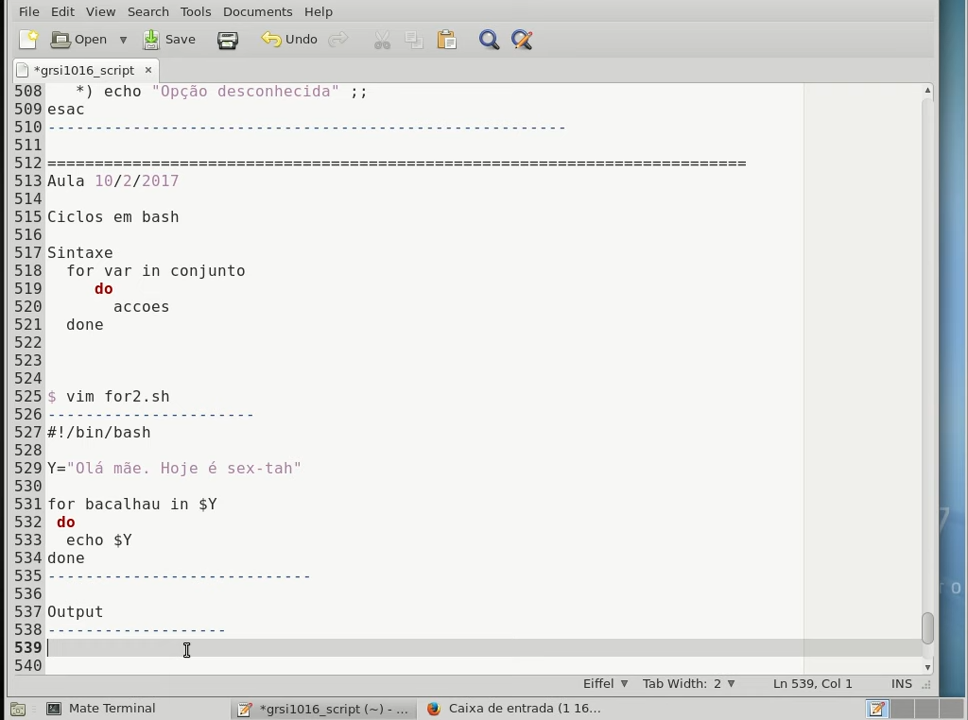 File Edit View Search Tools Documents Help
Open Save Undo
*grsi1016_script ×
508 *) echo "Opção desconhecida" ;;
509 esac
510 -------------------------------------------------------
511
512 ==========================================================================
513 Aula 10/2/2017
514
515 Ciclos em bash
516
517 Sintaxe
518 for var in conjunto
519 do
520 accoes
521 done
522
523
524
525 $ vim for2.sh
526 ----------------------
527 #!/bin/bash
528
529 Y="Olá mãe. Hoje é sex-tah"
530
531 for bacalhau in $Y
532 do
533 echo $Y
534 done
535 ----------------------------
536
537 Output
538 -------------------
539
540
Eiffel Tab Width: 2 Ln 539, Col 1 INS
Mate Terminal *grsi1016_script (~) - ... Caixa de entrada (1 16...